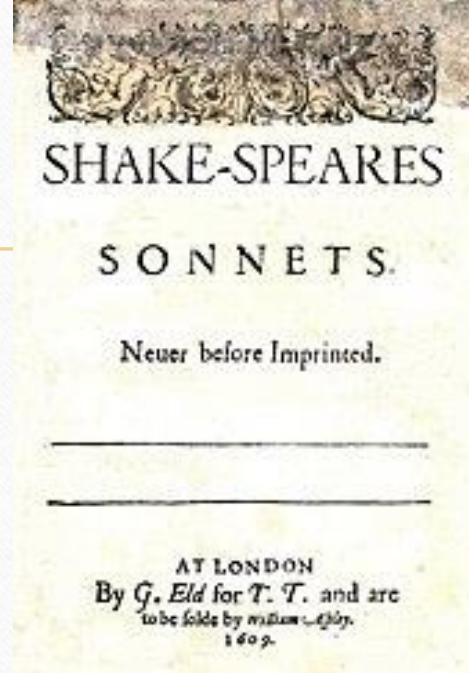 SHAKE-SPEARES
SONNETS.
Neuer before Imprinted.
AT LONDON
By G. Eld for T. T. and are
to be solde by William Aspley.
1609.